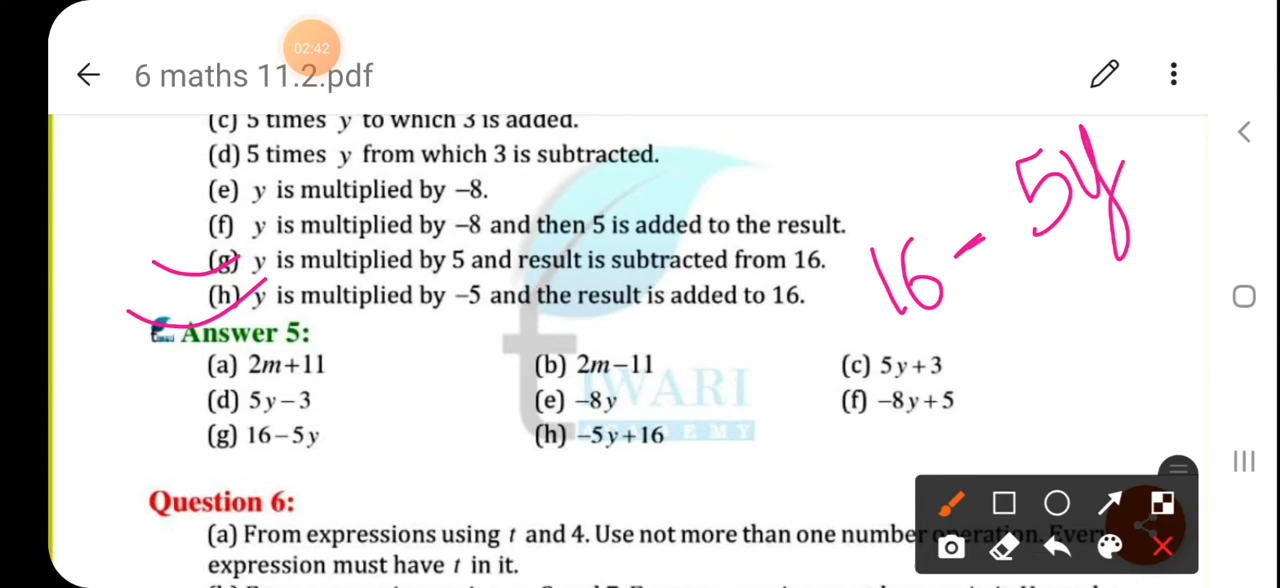 02:42
6 maths 11.2.pdf
(c) 5 times y to which 3 is added.
(d) 5 times y from which 3 is subtracted.
(e) y is multiplied by –8.
(f) y is multiplied by –8 and then 5 is added to the result.
(g) y is multiplied by 5 and result is subtracted from 16.
(h) y is multiplied by –5 and the result is added to 16.
16 - 5y
Answer 5:
(a) 2m+11 (b) 2m–11 (c) 5y+3
(d) 5y–3 (e) –8y (f) –8y+5
(g) 16–5y (h) –5y+16
TIWARI
ACADEMY
Question 6:
(a) From expressions using t and 4. Use not more than one number operation. Every
expression must have t in it.